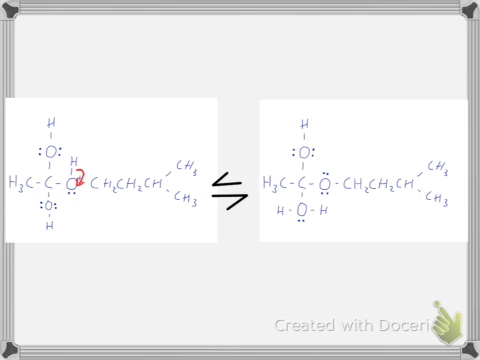 H
:O:
H
H₃C - C - O CH₂CH₂CH
CH₃
CH₃
:O:
H
H
:O:
H₃C - C - O - CH₂CH₂CH
CH₃
CH₃
H - O - H
Created with Doceri